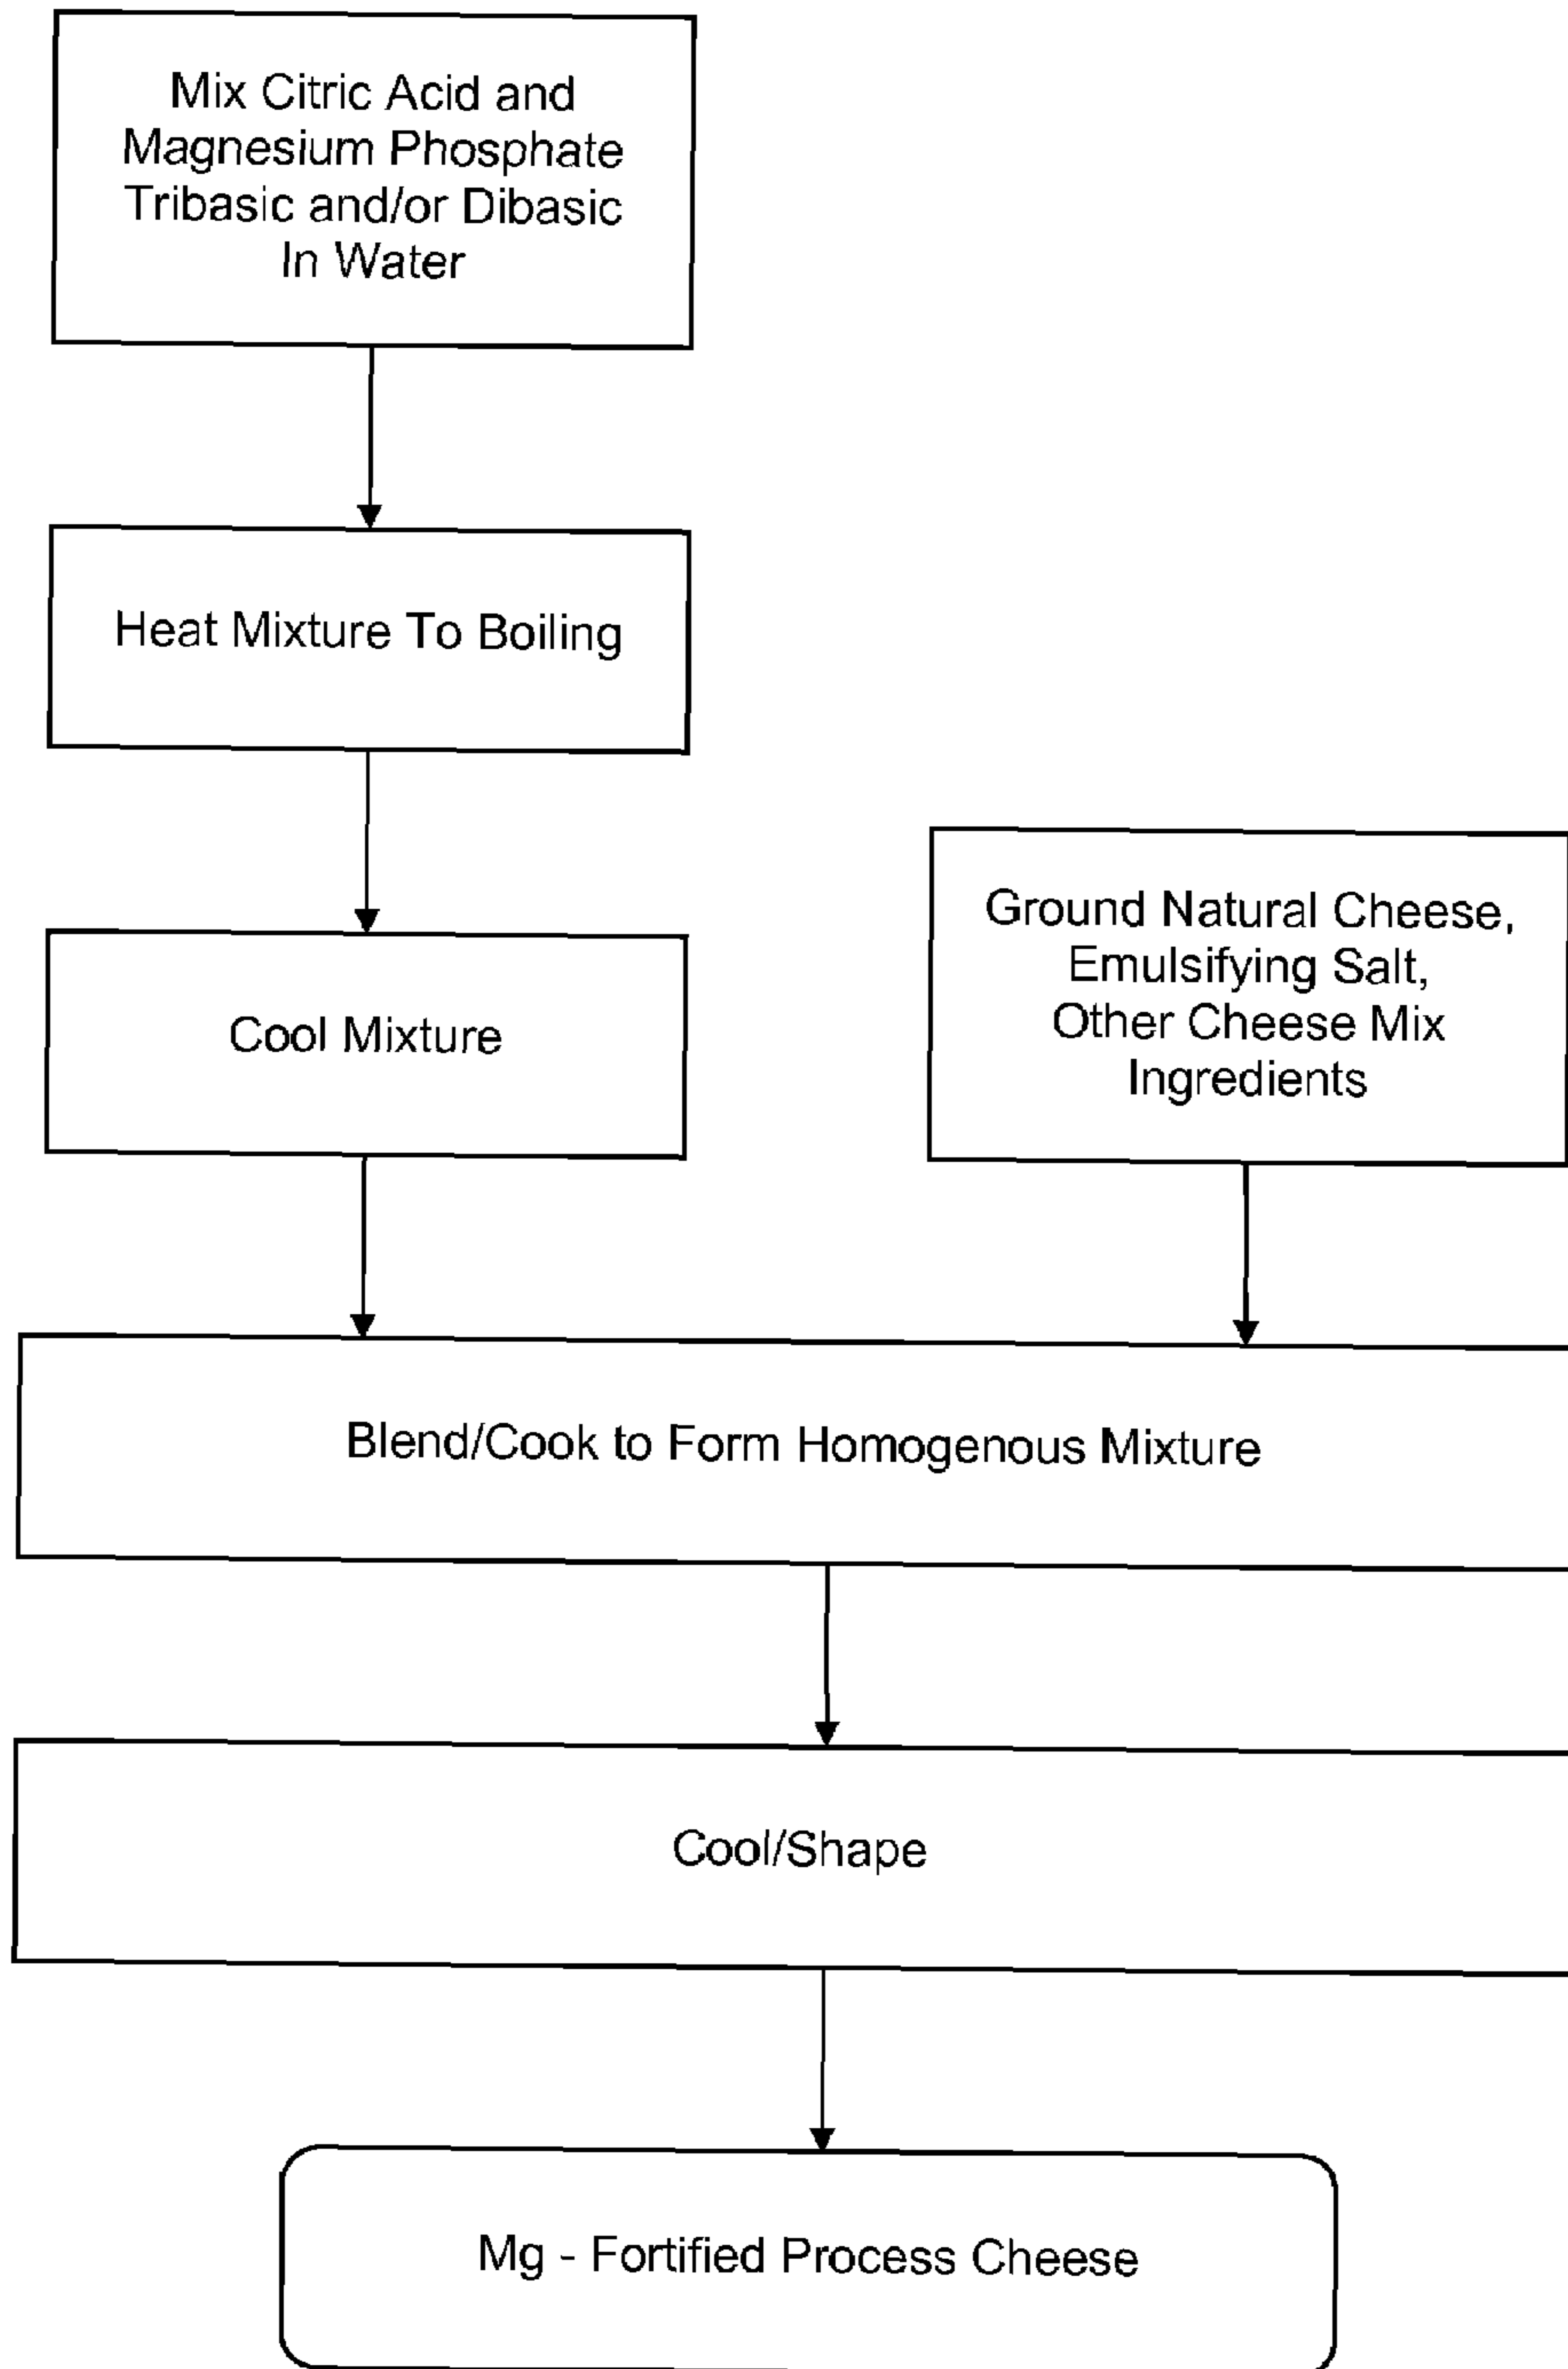 Mix Citric Acid and
Magnesium Phosphate
Tribasic and/or Dibasic
In Water
Heat Mixture To Boiling
Cool Mixture
Ground Natural Cheese,
Emulsifying Salt,
Other Cheese Mix
Ingredients
Blend/Cook to Form Homogenous Mixture
Cool/Shape
Mg - Fortified Process Cheese